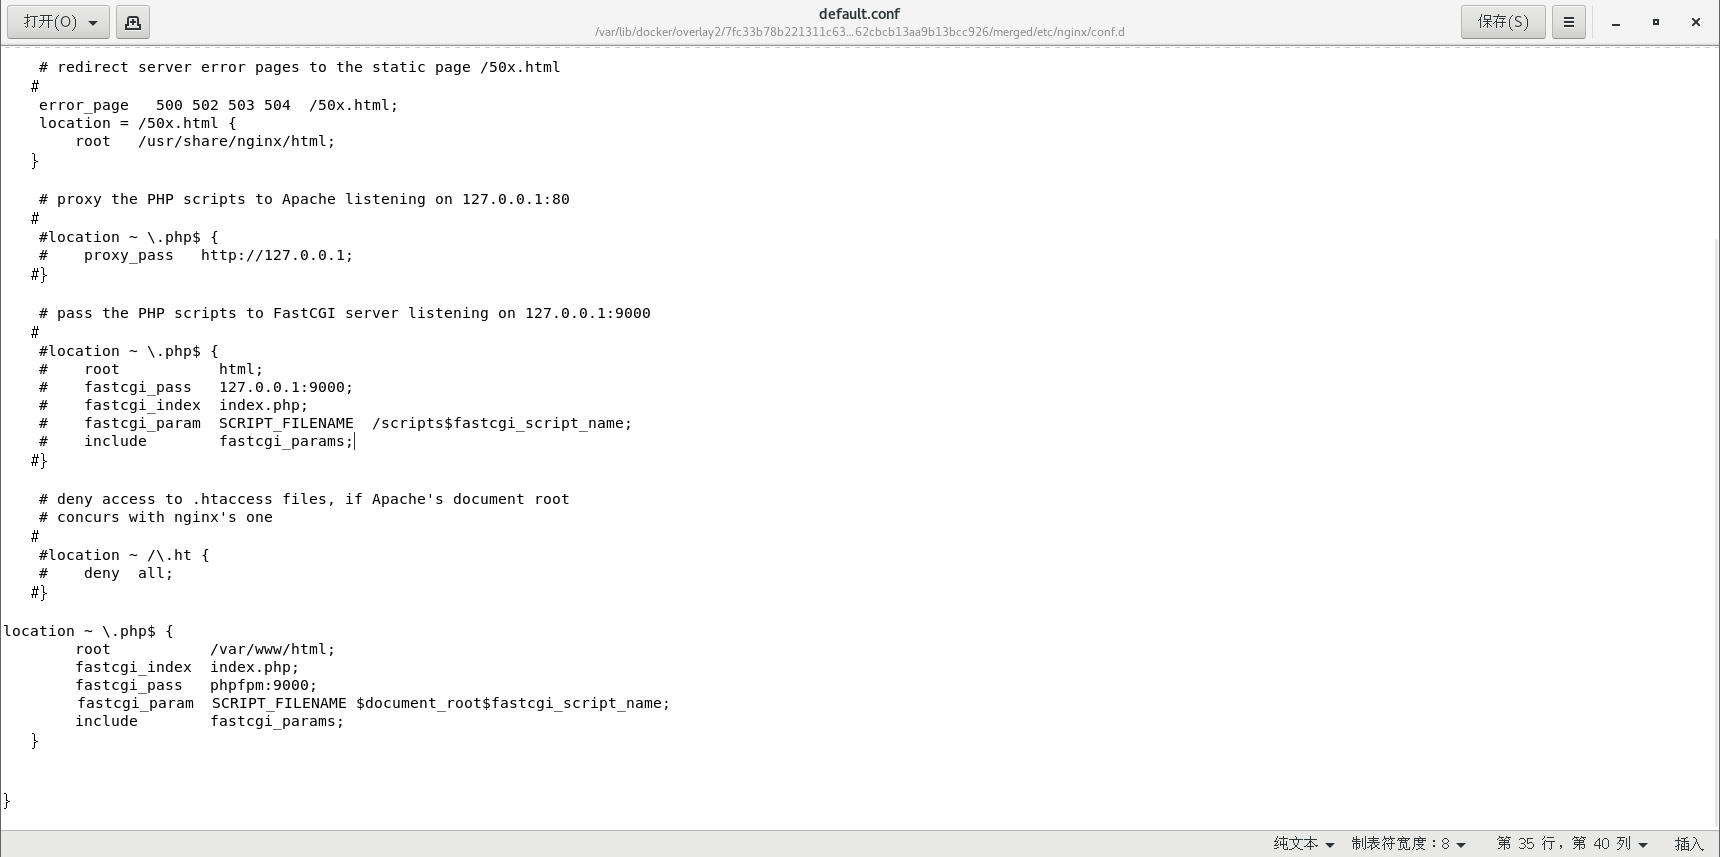 打开(O)
default.conf
/var/lib/docker/overlay2/7fc33b78b221311c63…62cbcb13aa9b13bcc926/merged/etc/nginx/conf.d
保存(S)
# redirect server error pages to the static page /50x.html
#
error_page   500 502 503 504  /50x.html;
location = /50x.html {
    root   /usr/share/nginx/html;
}
# proxy the PHP scripts to Apache listening on 127.0.0.1:80
#
#location ~ \.php$ {
#    proxy_pass   http://127.0.0.1;
#}
# pass the PHP scripts to FastCGI server listening on 127.0.0.1:9000
#
#location ~ \.php$ {
#    root           html;
#    fastcgi_pass   127.0.0.1:9000;
#    fastcgi_index  index.php;
#    fastcgi_param  SCRIPT_FILENAME  /scripts$fastcgi_script_name;
#    include        fastcgi_params;
#}
# deny access to .htaccess files, if Apache's document root
# concurs with nginx's one
#
#location ~ /\.ht {
#    deny  all;
#}
location ~ \.php$ {
        root           /var/www/html;
        fastcgi_index  index.php;
        fastcgi_pass   phpfpm:9000;
        fastcgi_param  SCRIPT_FILENAME $document_root$fastcgi_script_name;
        include        fastcgi_params;
    }
}
纯文本 制表符宽度：8 第 35 行，第 40 列 插入